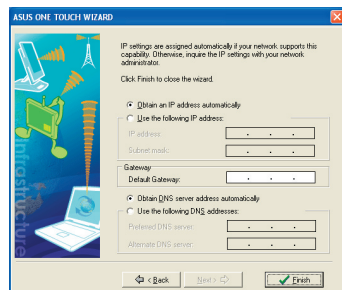 ASUS ONE TOUCH WIZARD
IP settings are assigned automatically if your network supports this
capability. Otherwise, inquire the IP settings with your network
administrator.
Click Finish to close the wizard.
Obtain an IP address automatically
Use the following IP address:
IP address:
Subnet mask:
Gateway
Default Gateway:
Obtain DNS server address automatically
Use the following DNS addresses:
Preferred DNS server:
Alternate DNS server:
Infrastructure
< Back
Next >
Finish